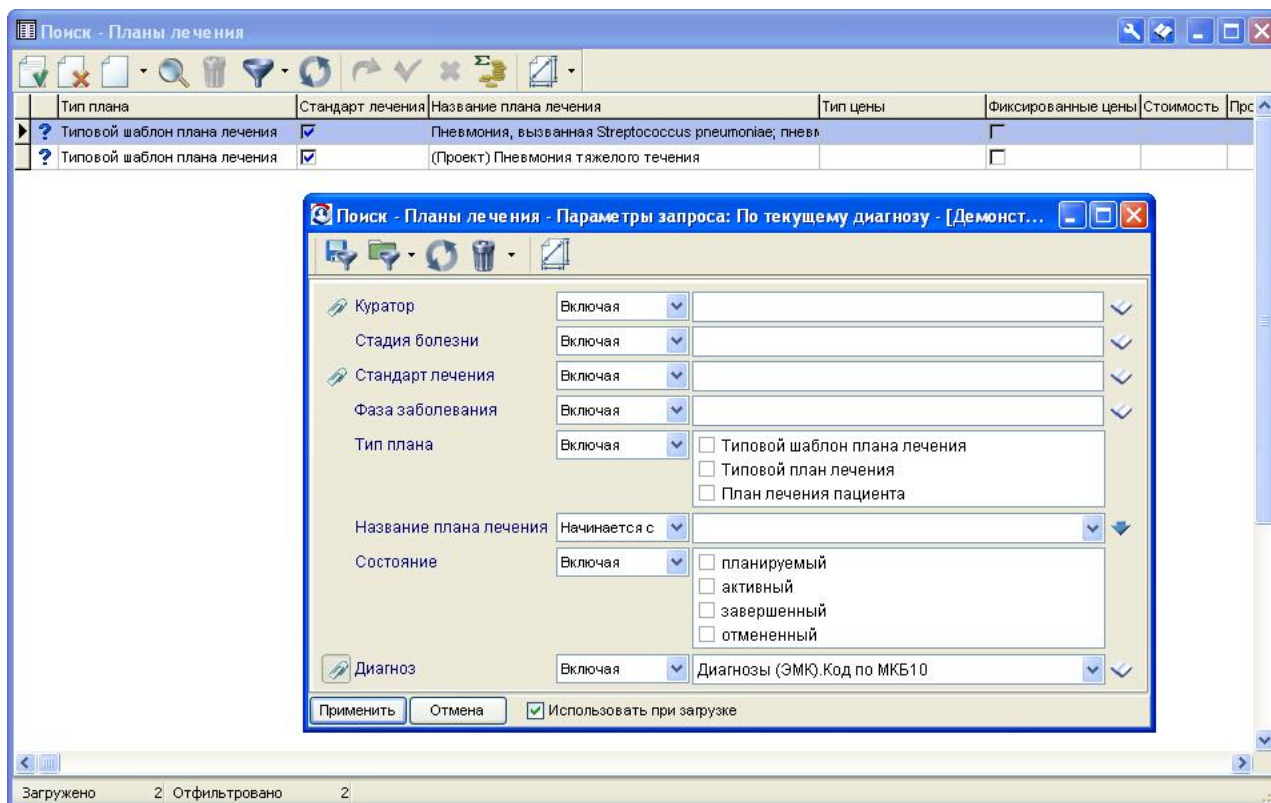 Поиск - Планы лечения
Σ
Тип плана Стандарт лечения Название плана лечения Тип цены Фиксированные цены Стоимость Прс
? Типовой шаблон плана лечения Пневмония, вызванная Streptococcus pneumoniae; пневм
? Типовой шаблон плана лечения (Проект) Пневмония тяжелого течения
Поиск - Планы лечения - Параметры запроса: По текущему диагнозу - [Демонст...
Куратор Включая
Стадия болезни Включая
Стандарт лечения Включая
Фаза заболевания Включая
Тип плана Включая Типовой шаблон плана лечения
Типовой план лечения
План лечения пациента
Название плана лечения Начинается с
Состояние Включая планируемый
активный
завершенный
отмененный
Диагноз Включая Диагнозы (ЭМК).Код по МКБ10
Применить Отмена Использовать при загрузке
Загружено 2 Отфильтровано 2